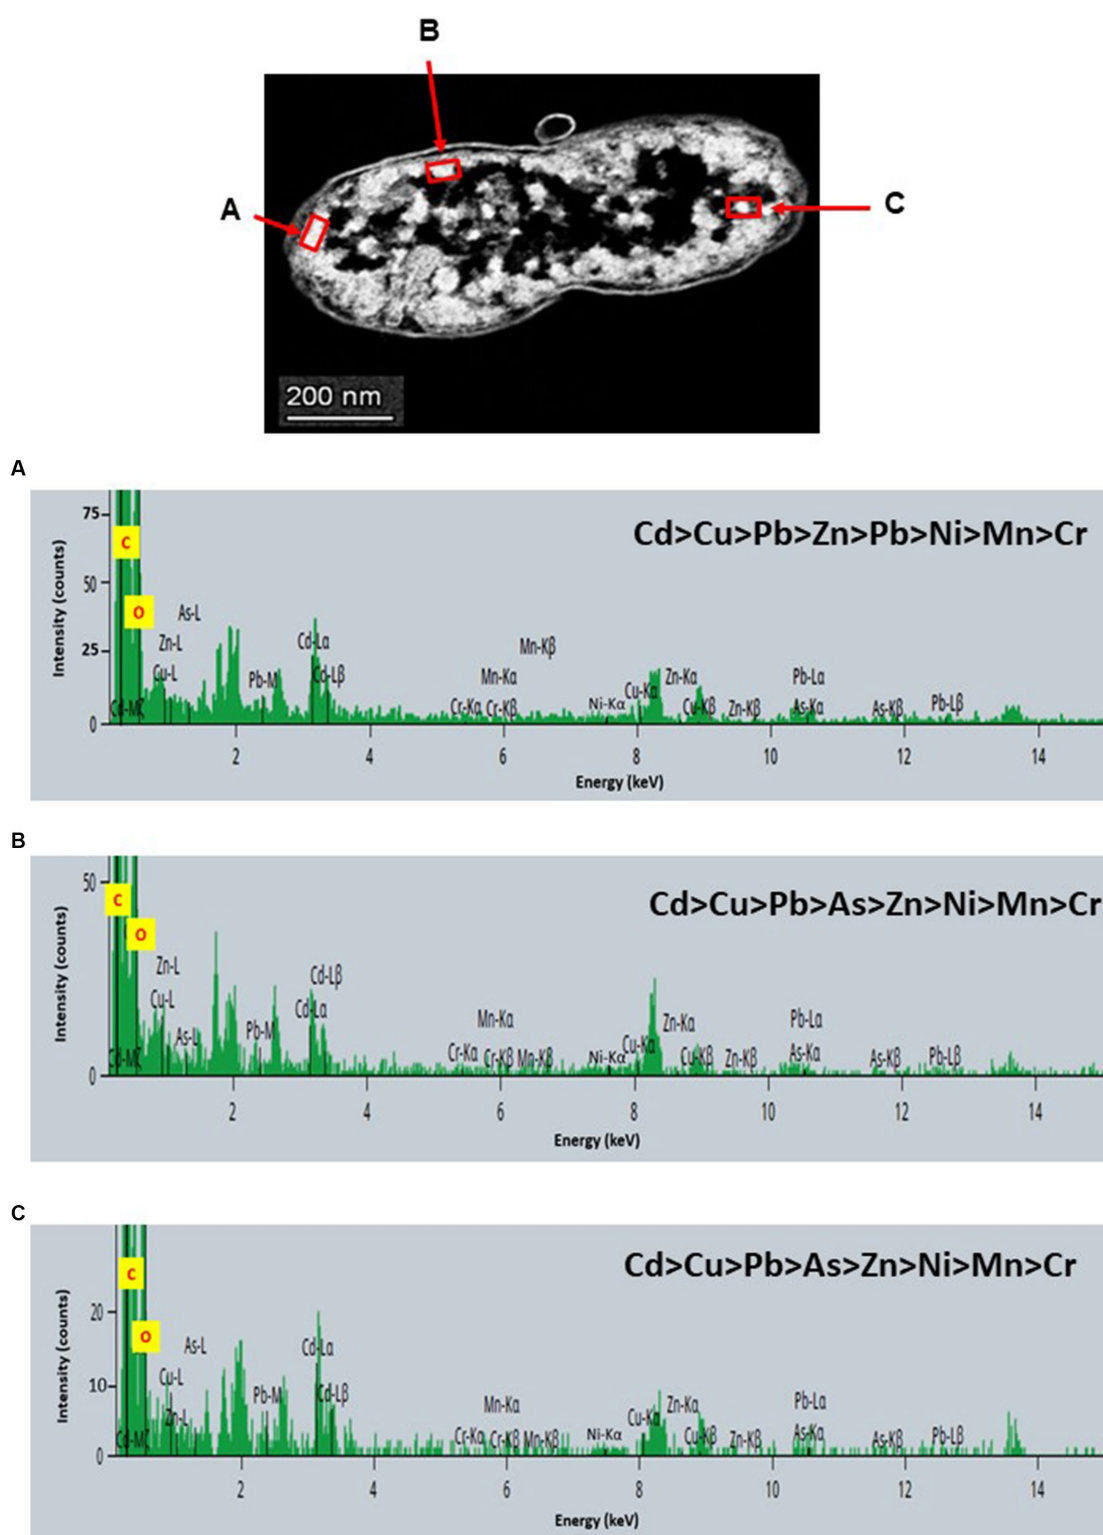 B
A
C
200 nm
A
Cd>Cu>Pb>Zn>Pb>Ni>Mn>Cr
Intensity (counts)
75
50
25
0
C
O
As-L
Zn-L
Cu-L
Cd-Mζ
Pb-M
Cd-Lα
Cd-Lβ
Mn-Kβ
Mn-Kα
Cr-Kα
Cr-Kβ
Ni-Kα
Cu-Kα
Zn-Kα
Cu-Kβ
Zn-Kβ
Pb-Lα
As-Kα
As-Kβ
Pb-Lβ
2 4 6 8 10 12 14
Energy (keV)
B
Cd>Cu>Pb>As>Zn>Ni>Mn>Cr
Intensity (counts)
50
0
C
O
Zn-L
Cu-L
As-L
Cd-Mζ
Pb-M
Cd-Lβ
Cd-Lα
Mn-Kα
Cr-Kα
Cr-Kβ
Mn-Kβ
Ni-Kα
Cu-Kα
Zn-Kα
Cu-Kβ
Zn-Kβ
Pb-Lα
As-Kα
As-Kβ
Pb-Lβ
2 4 6 8 10 12 14
Energy (keV)
C
Cd>Cu>Pb>As>Zn>Ni>Mn>Cr
Intensity (counts)
20
10
0
C
O
As-L
Cu-L
Zn-L
Cd-Mζ
Pb-M
Cd-Lα
Cd-Lβ
Mn-Kα
Cr-Kα
Cr-Kβ
Mn-Kβ
Ni-Kα
Cu-Kα
Zn-Kα
Cu-Kβ
Zn-Kβ
Pb-Lα
As-Kα
As-Kβ
Pb-Lβ
2 4 6 8 10 12 14
Energy (keV)